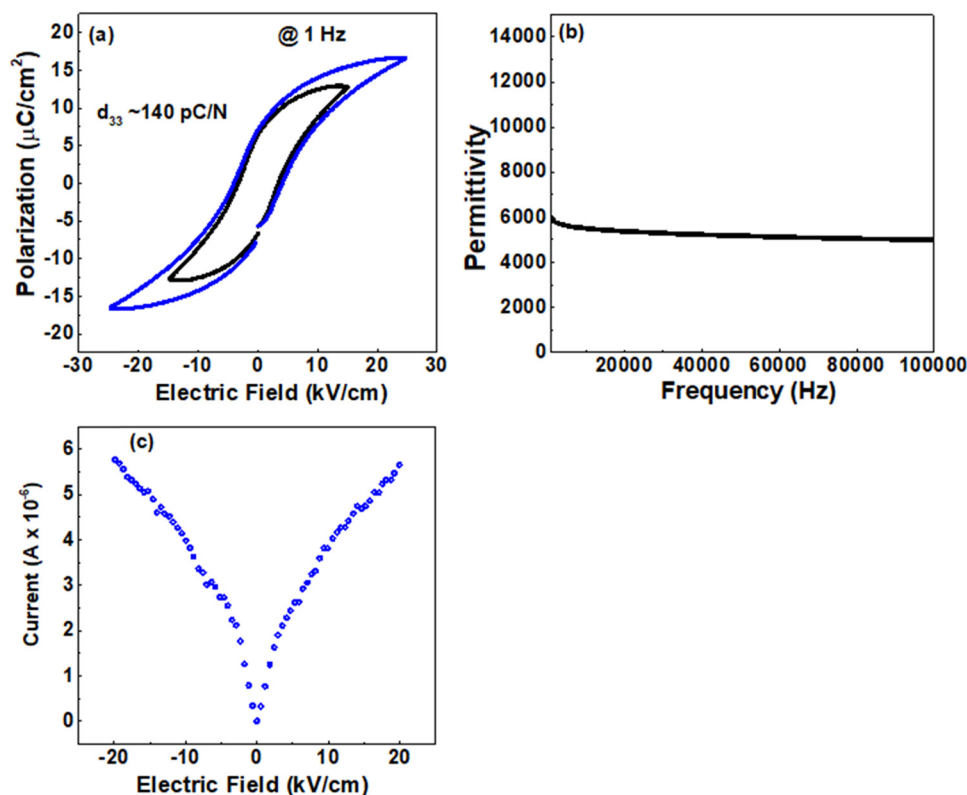 (a)
@ 1 Hz
d33 ~140 pC/N
Polarization (μC/cm2)
20
15
10
5
0
-5
-10
-15
-20
-30 -20 -10 0 10 20 30
Electric Field (kV/cm)
(b)
Permittivity
14000
12000
10000
8000
6000
4000
2000
0
20000 40000 60000 80000 100000
Frequency (Hz)
(c)
Current (A x 10-6)
6
5
4
3
2
1
0
-20 -10 0 10 20
Electric Field (kV/cm)